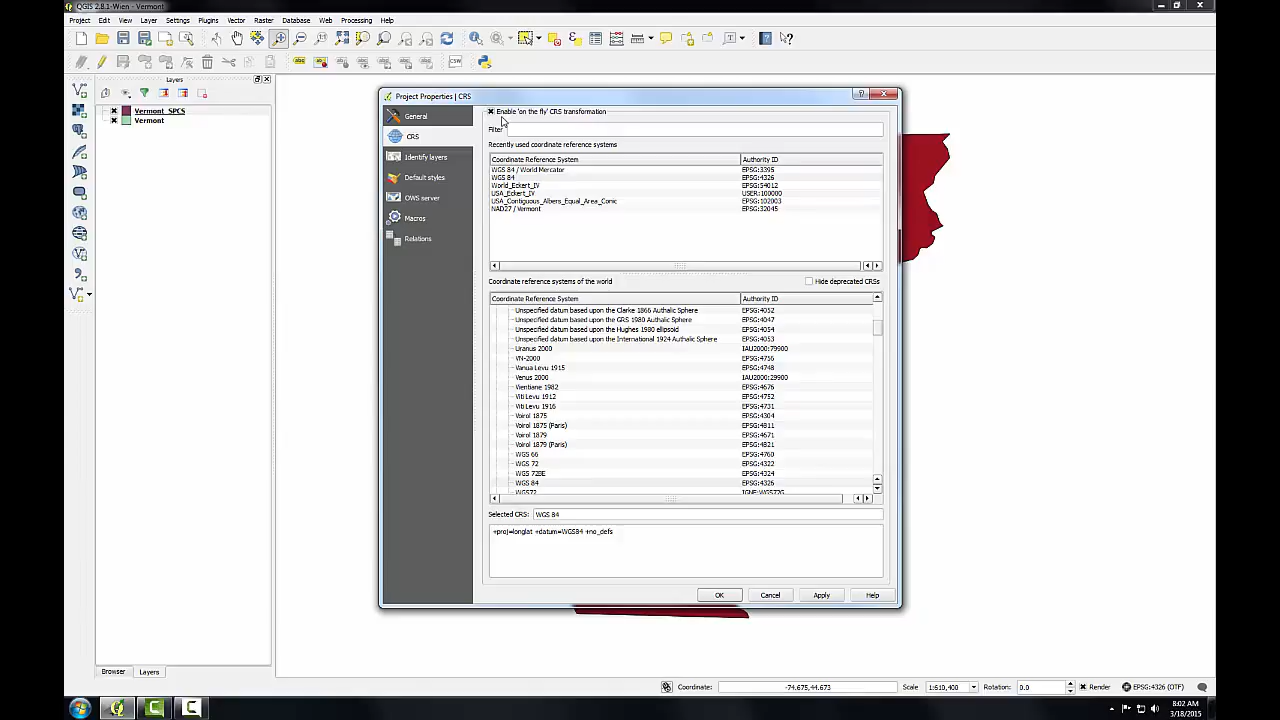 QGIS 2.8.1-Wien - Vermont
Project Edit View Layer Settings Plugins Vector Raster Database Web Processing Help
CSW
Layers
Vermont_SPCS
Vermont
Browser Layers
Project Properties | CRS
General
CRS
Identify layers
Default styles
OWS server
Macros
Relations
Enable 'on the fly' CRS transformation
Filter
Recently used coordinate reference systems
Coordinate Reference System Authority ID
WGS 84 / World Mercator EPSG:3395
WGS 84 EPSG:4326
World_Eckert_IV EPSG:54012
USA_Eckert_IV USER:100000
USA_Contiguous_Albers_Equal_Area_Conic EPSG:102003
NAD27 / Vermont EPSG:32045
Coordinate reference systems of the world Hide deprecated CRSs
Coordinate Reference System Authority ID
Unspecified datum based upon the Clarke 1866 Authalic Sphere EPSG:4052
Unspecified datum based upon the GRS 1980 Authalic Sphere EPSG:4047
Unspecified datum based upon the Hughes 1980 ellipsoid EPSG:4054
Unspecified datum based upon the International 1924 Authalic Sphere EPSG:4053
Uranus 2000 IAU2000:79900
VN-2000 EPSG:4756
Vanua Levu 1915 EPSG:4748
Venus 2000 IAU2000:29900
Vientiane 1982 EPSG:4676
Viti Levu 1912 EPSG:4752
Viti Levu 1916 EPSG:4731
Voirol 1875 EPSG:4304
Voirol 1875 (Paris) EPSG:4811
Voirol 1879 EPSG:4671
Voirol 1879 (Paris) EPSG:4821
WGS 66 EPSG:4760
WGS 72 EPSG:4322
WGS 72BE EPSG:4324
WGS 84 EPSG:4326
WGS72 IGNF:WGS72G
Selected CRS: WGS 84
+proj=longlat +datum=WGS84 +no_defs
OK Cancel Apply Help
Coordinate: -74.675,44.673 Scale 1:610,400 Rotation: 0.0 Render EPSG:4326 (OTF)
8:02 AM
3/18/2015